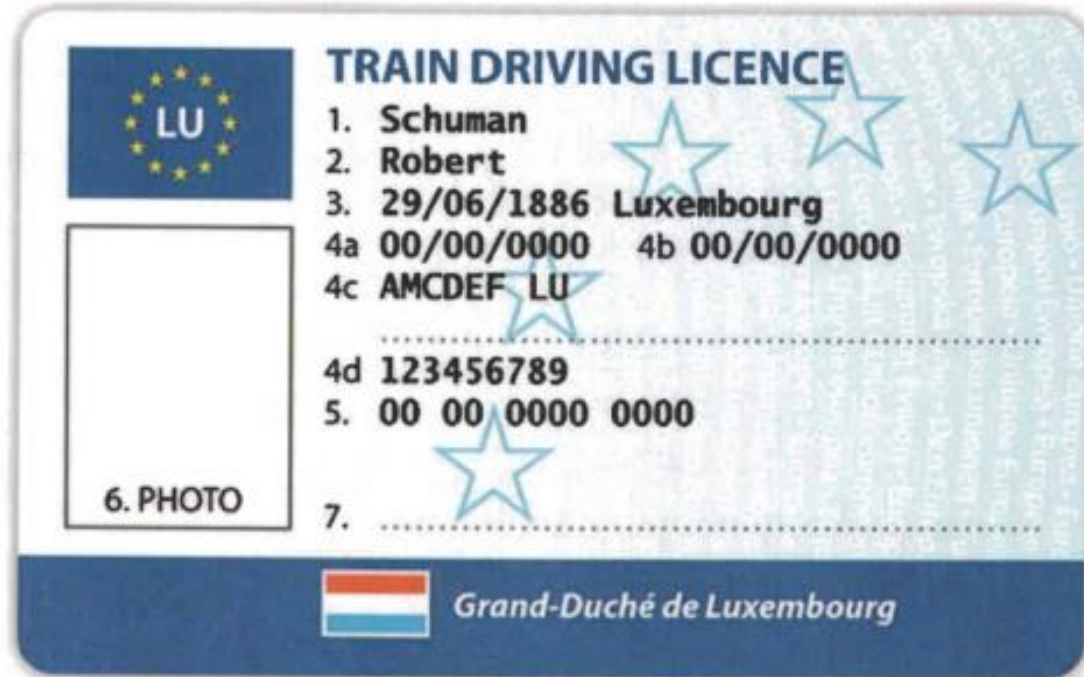 LU
TRAIN DRIVING LICENCE
1. Schuman
2. Robert
3. 29/06/1886 Luxembourg
4a 00/00/0000 4b 00/00/0000
4c AMCDEF LU
4d 123456789
5. 00 00 0000 0000
6. PHOTO
7.
Grand-Duché de Luxembourg